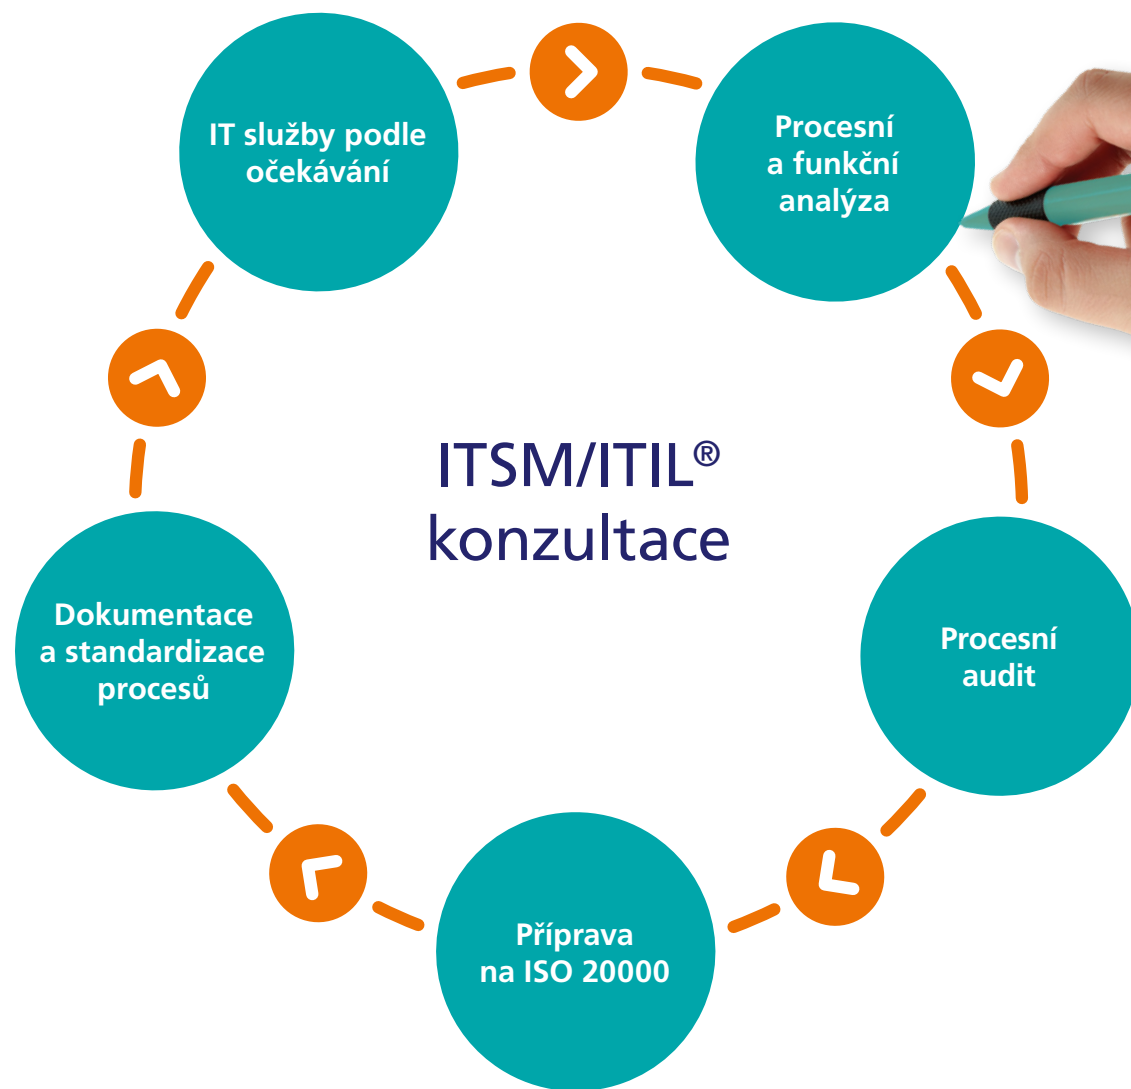 IT služby podle
očekávání
Procesní
a funkční
analýza
ITSM/ITIL®
konzultace
Dokumentace
a standardizace
procesů
Procesní
audit
Příprava
na ISO 20000